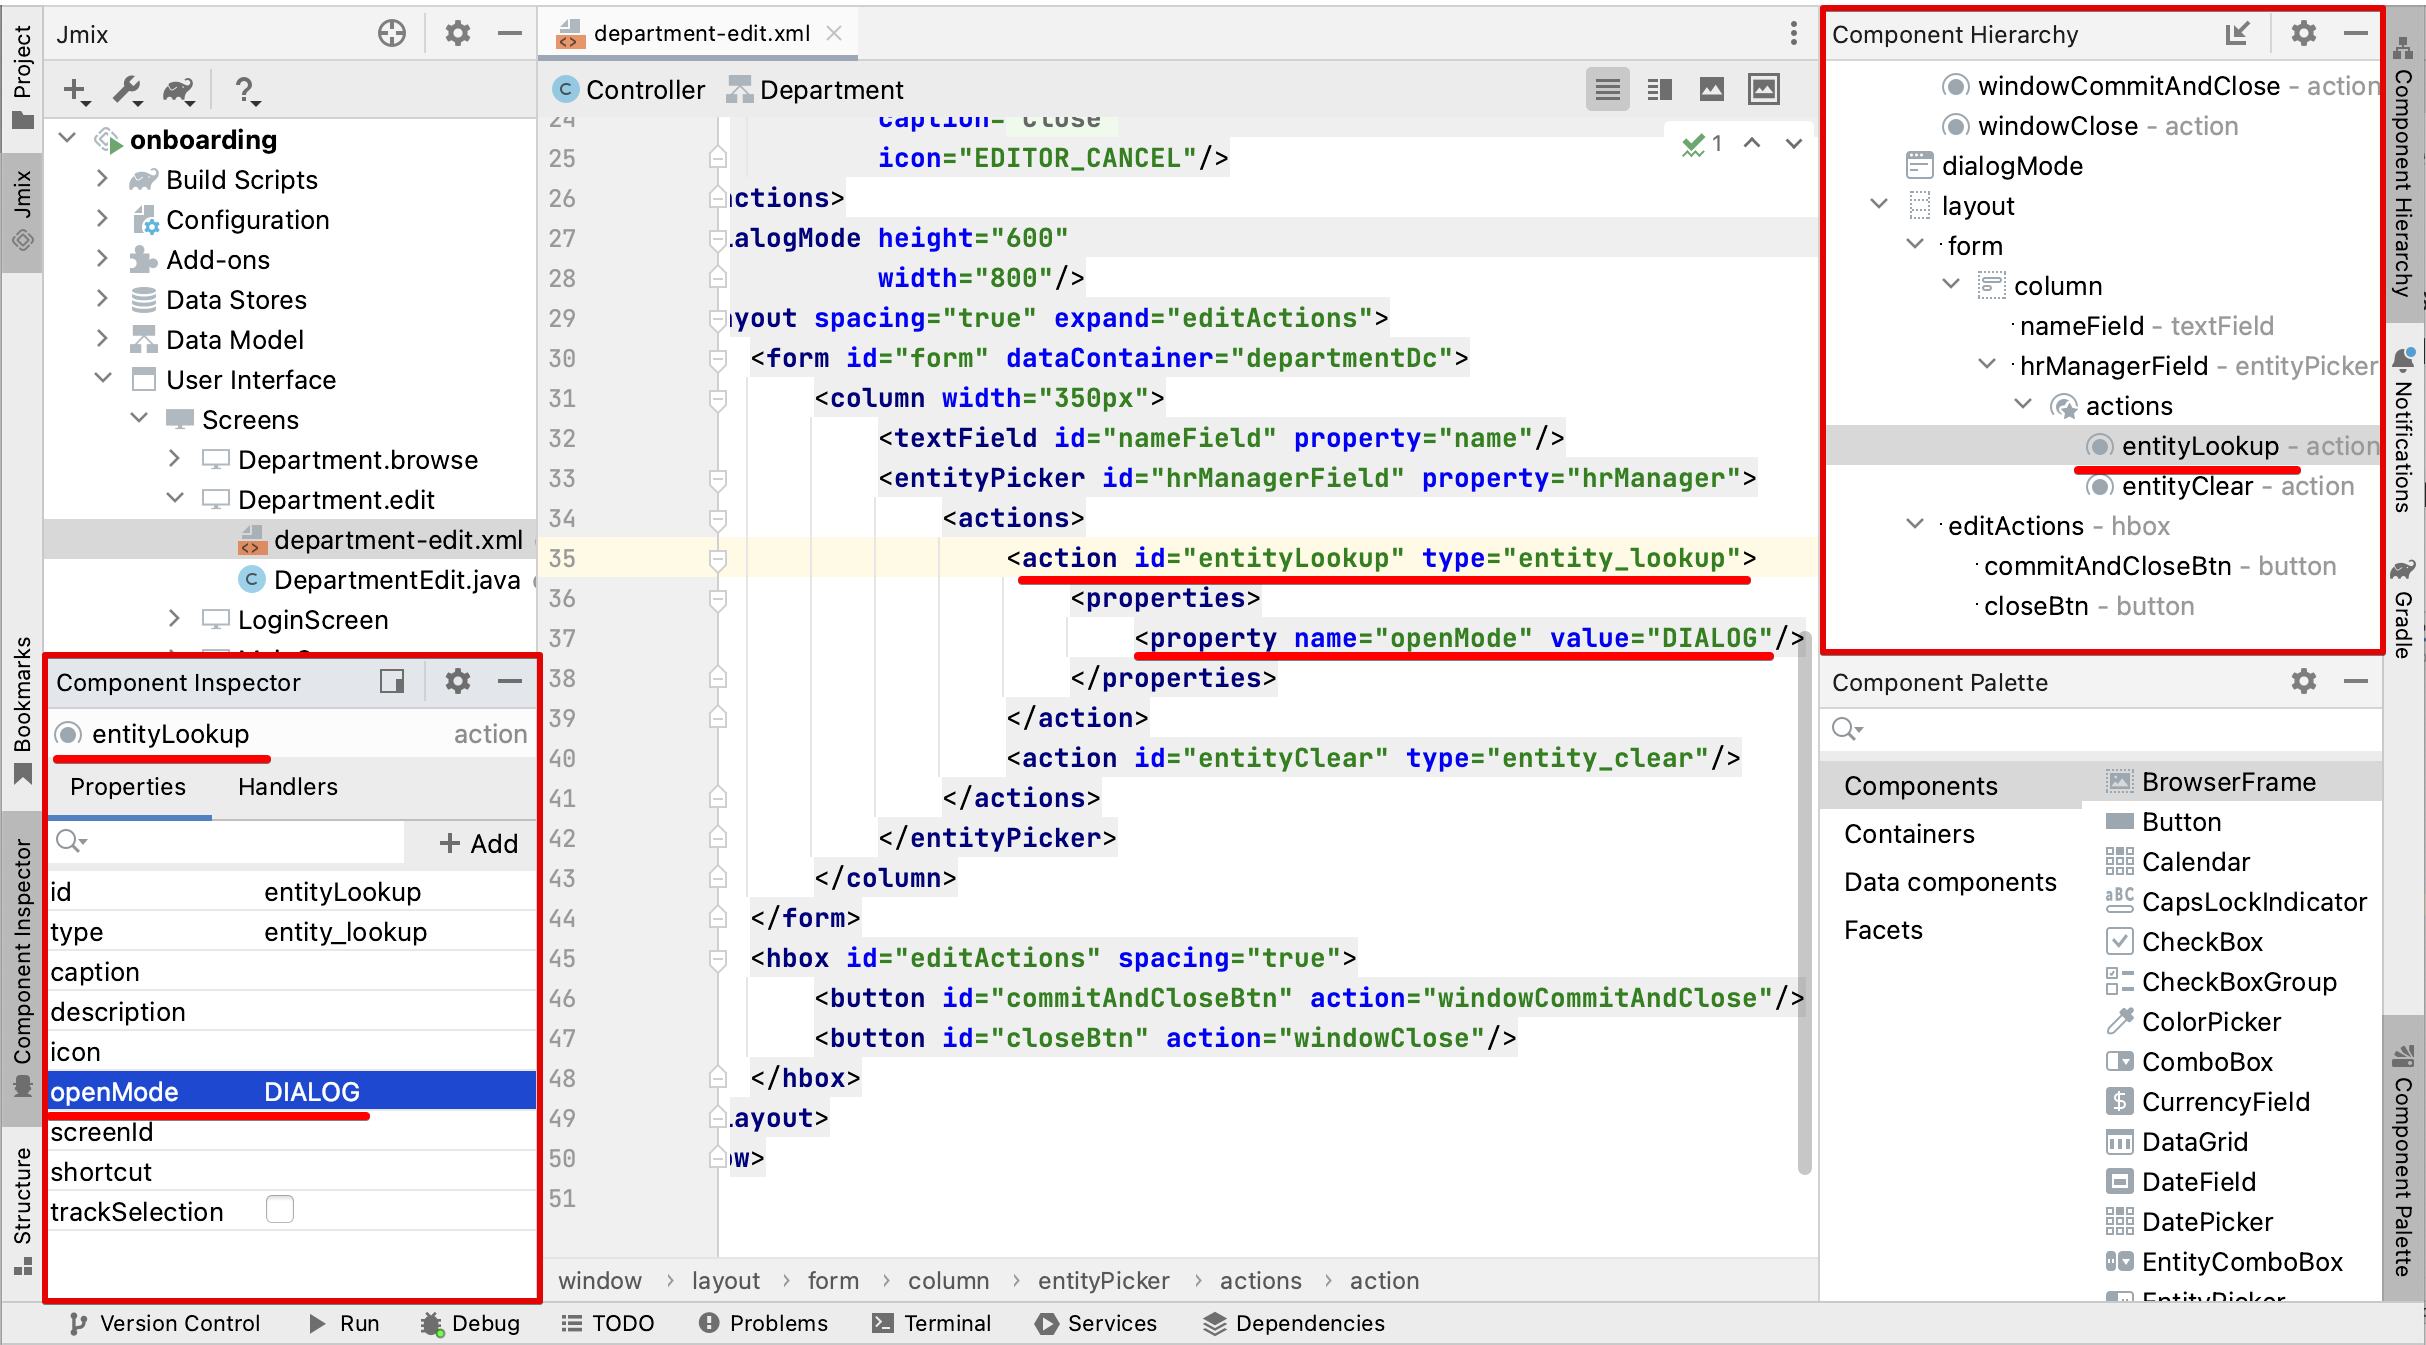 Project
Jmix
Bookmarks
Component Inspector
Structure
Jmix
onboarding
Build Scripts
Configuration
Add-ons
Data Stores
Data Model
User Interface
Screens
Department.browse
Department.edit
department-edit.xml
DepartmentEdit.java
LoginScreen
Component Inspector
entityLookup action
Properties Handlers
+ Add
id entityLookup
type entity_lookup
caption
description
icon
openMode DIALOG
screenId
shortcut
trackSelection
department-edit.xml
Controller Department
1
24 caption="Close"
25 icon="EDITOR_CANCEL"/>
26 actions>
27 ialogMode height="600"
28 width="800"/>
29 ayout spacing="true" expand="editActions">
30 <form id="form" dataContainer="departmentDc">
31 <column width="350px">
32 <textField id="nameField" property="name"/>
33 <entityPicker id="hrManagerField" property="hrManager">
34 <actions>
35 <action id="entityLookup" type="entity_lookup">
36 <properties>
37 <property name="openMode" value="DIALOG"/>
38 </properties>
39 </action>
40 <action id="entityClear" type="entity_clear"/>
41 </actions>
42 </entityPicker>
43 </column>
44 </form>
45 <hbox id="editActions" spacing="true">
46 <button id="commitAndCloseBtn" action="windowCommitAndClose"/>
47 <button id="closeBtn" action="windowClose"/>
48 </hbox>
49 layout>
50 ow>
51
window › layout › form › column › entityPicker › actions › action
Component Hierarchy
windowCommitAndClose - action
windowClose - action
dialogMode
layout
form
column
nameField - textField
hrManagerField - entityPicker
actions
entityLookup - action
entityClear - action
editActions - hbox
commitAndCloseBtn - button
closeBtn - button
Component Palette
Components
Containers
Data components
Facets
BrowserFrame
Button
Calendar
CapsLockIndicator
CheckBox
CheckBoxGroup
ColorPicker
ComboBox
CurrencyField
DataGrid
DateField
DatePicker
EntityComboBox
EntityPicker
Component Hierarchy
Notifications
Gradle
Component Palette
Version Control Run Debug TODO Problems Terminal Services Dependencies